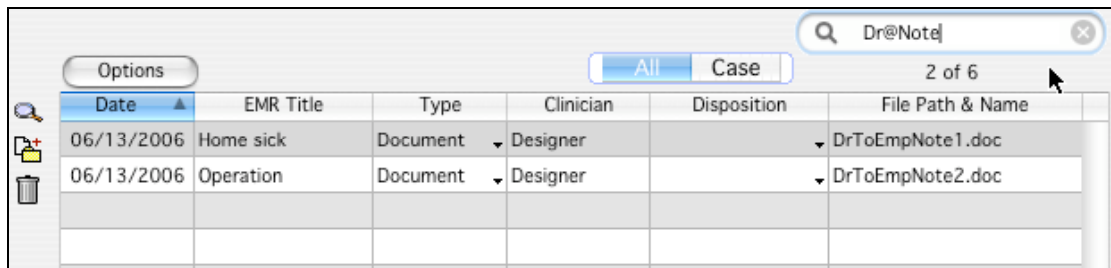 Dr@Note
Options All Case 2 of 6
Date EMR Title Type Clinician Disposition File Path & Name
06/13/2006 Home sick Document Designer DrToEmpNote1.doc
06/13/2006 Operation Document Designer DrToEmpNote2.doc